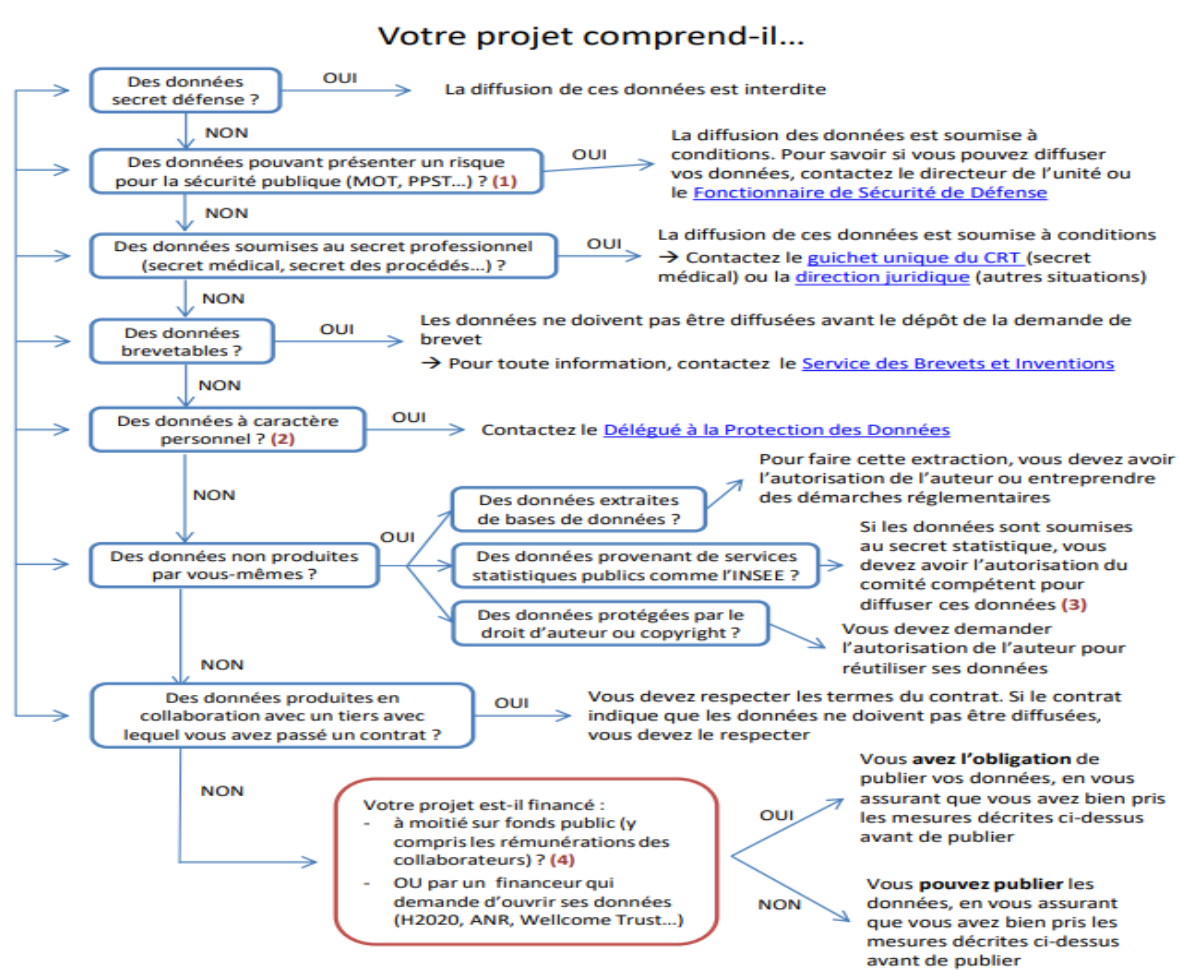 Votre projet comprend-il...
Des données
secret défense ?
OUI
La diffusion de ces données est interdite
NON
Des données pouvant présenter un risque
pour la sécurité publique (MOT, PPST...) ? (1)
OUI
La diffusion des données est soumise à
conditions. Pour savoir si vous pouvez diffuser
vos données, contactez le directeur de l'unité ou
le Fonctionnaire de Sécurité de Défense
NON
Des données soumises au secret professionnel
(secret médical, secret des procédés...) ?
OUI
La diffusion de ces données est soumise à conditions
→ Contactez le guichet unique du CRT (secret
médical) ou la direction juridique (autres situations)
NON
Des données
brevetables ?
OUI
Les données ne doivent pas être diffusées avant le dépôt de la demande de
brevet
→ Pour toute information, contactez le Service des Brevets et Inventions
NON
Des données à caractère
personnel ? (2)
OUI
Contactez le Délégué à la Protection des Données
NON
Des données non produites
par vous-mêmes ?
OUI
Des données extraites
de bases de données ?
Pour faire cette extraction, vous devez avoir
l'autorisation de l'auteur ou entreprendre
des démarches réglementaires
Des données provenant de services
statistiques publics comme l'INSEE ?
Si les données sont soumises
au secret statistique, vous
devez avoir l'autorisation du
comité compétent pour
diffuser ces données (3)
Des données protégées par le
droit d'auteur ou copyright ?
Vous devez demander
l'autorisation de l'auteur pour
réutiliser ses données
NON
Des données produites en
collaboration avec un tiers avec
lequel vous avez passé un contrat ?
OUI
Vous devez respecter les termes du contrat. Si le contrat
indique que les données ne doivent pas être diffusées,
vous devez le respecter
NON
Votre projet est-il financé :
- à moitié sur fonds public (y
compris les rémunérations des
collaborateurs) ? (4)
- OU par un financeur qui
demande d'ouvrir ses données
(H2020, ANR, Wellcome Trust...)
OUI
Vous avez l'obligation de
publier vos données, en vous
assurant que vous avez bien pris
les mesures décrites ci-dessus
avant de publier
NON
Vous pouvez publier les
données, en vous assurant
que vous avez bien pris les
mesures décrites ci-dessus
avant de publier